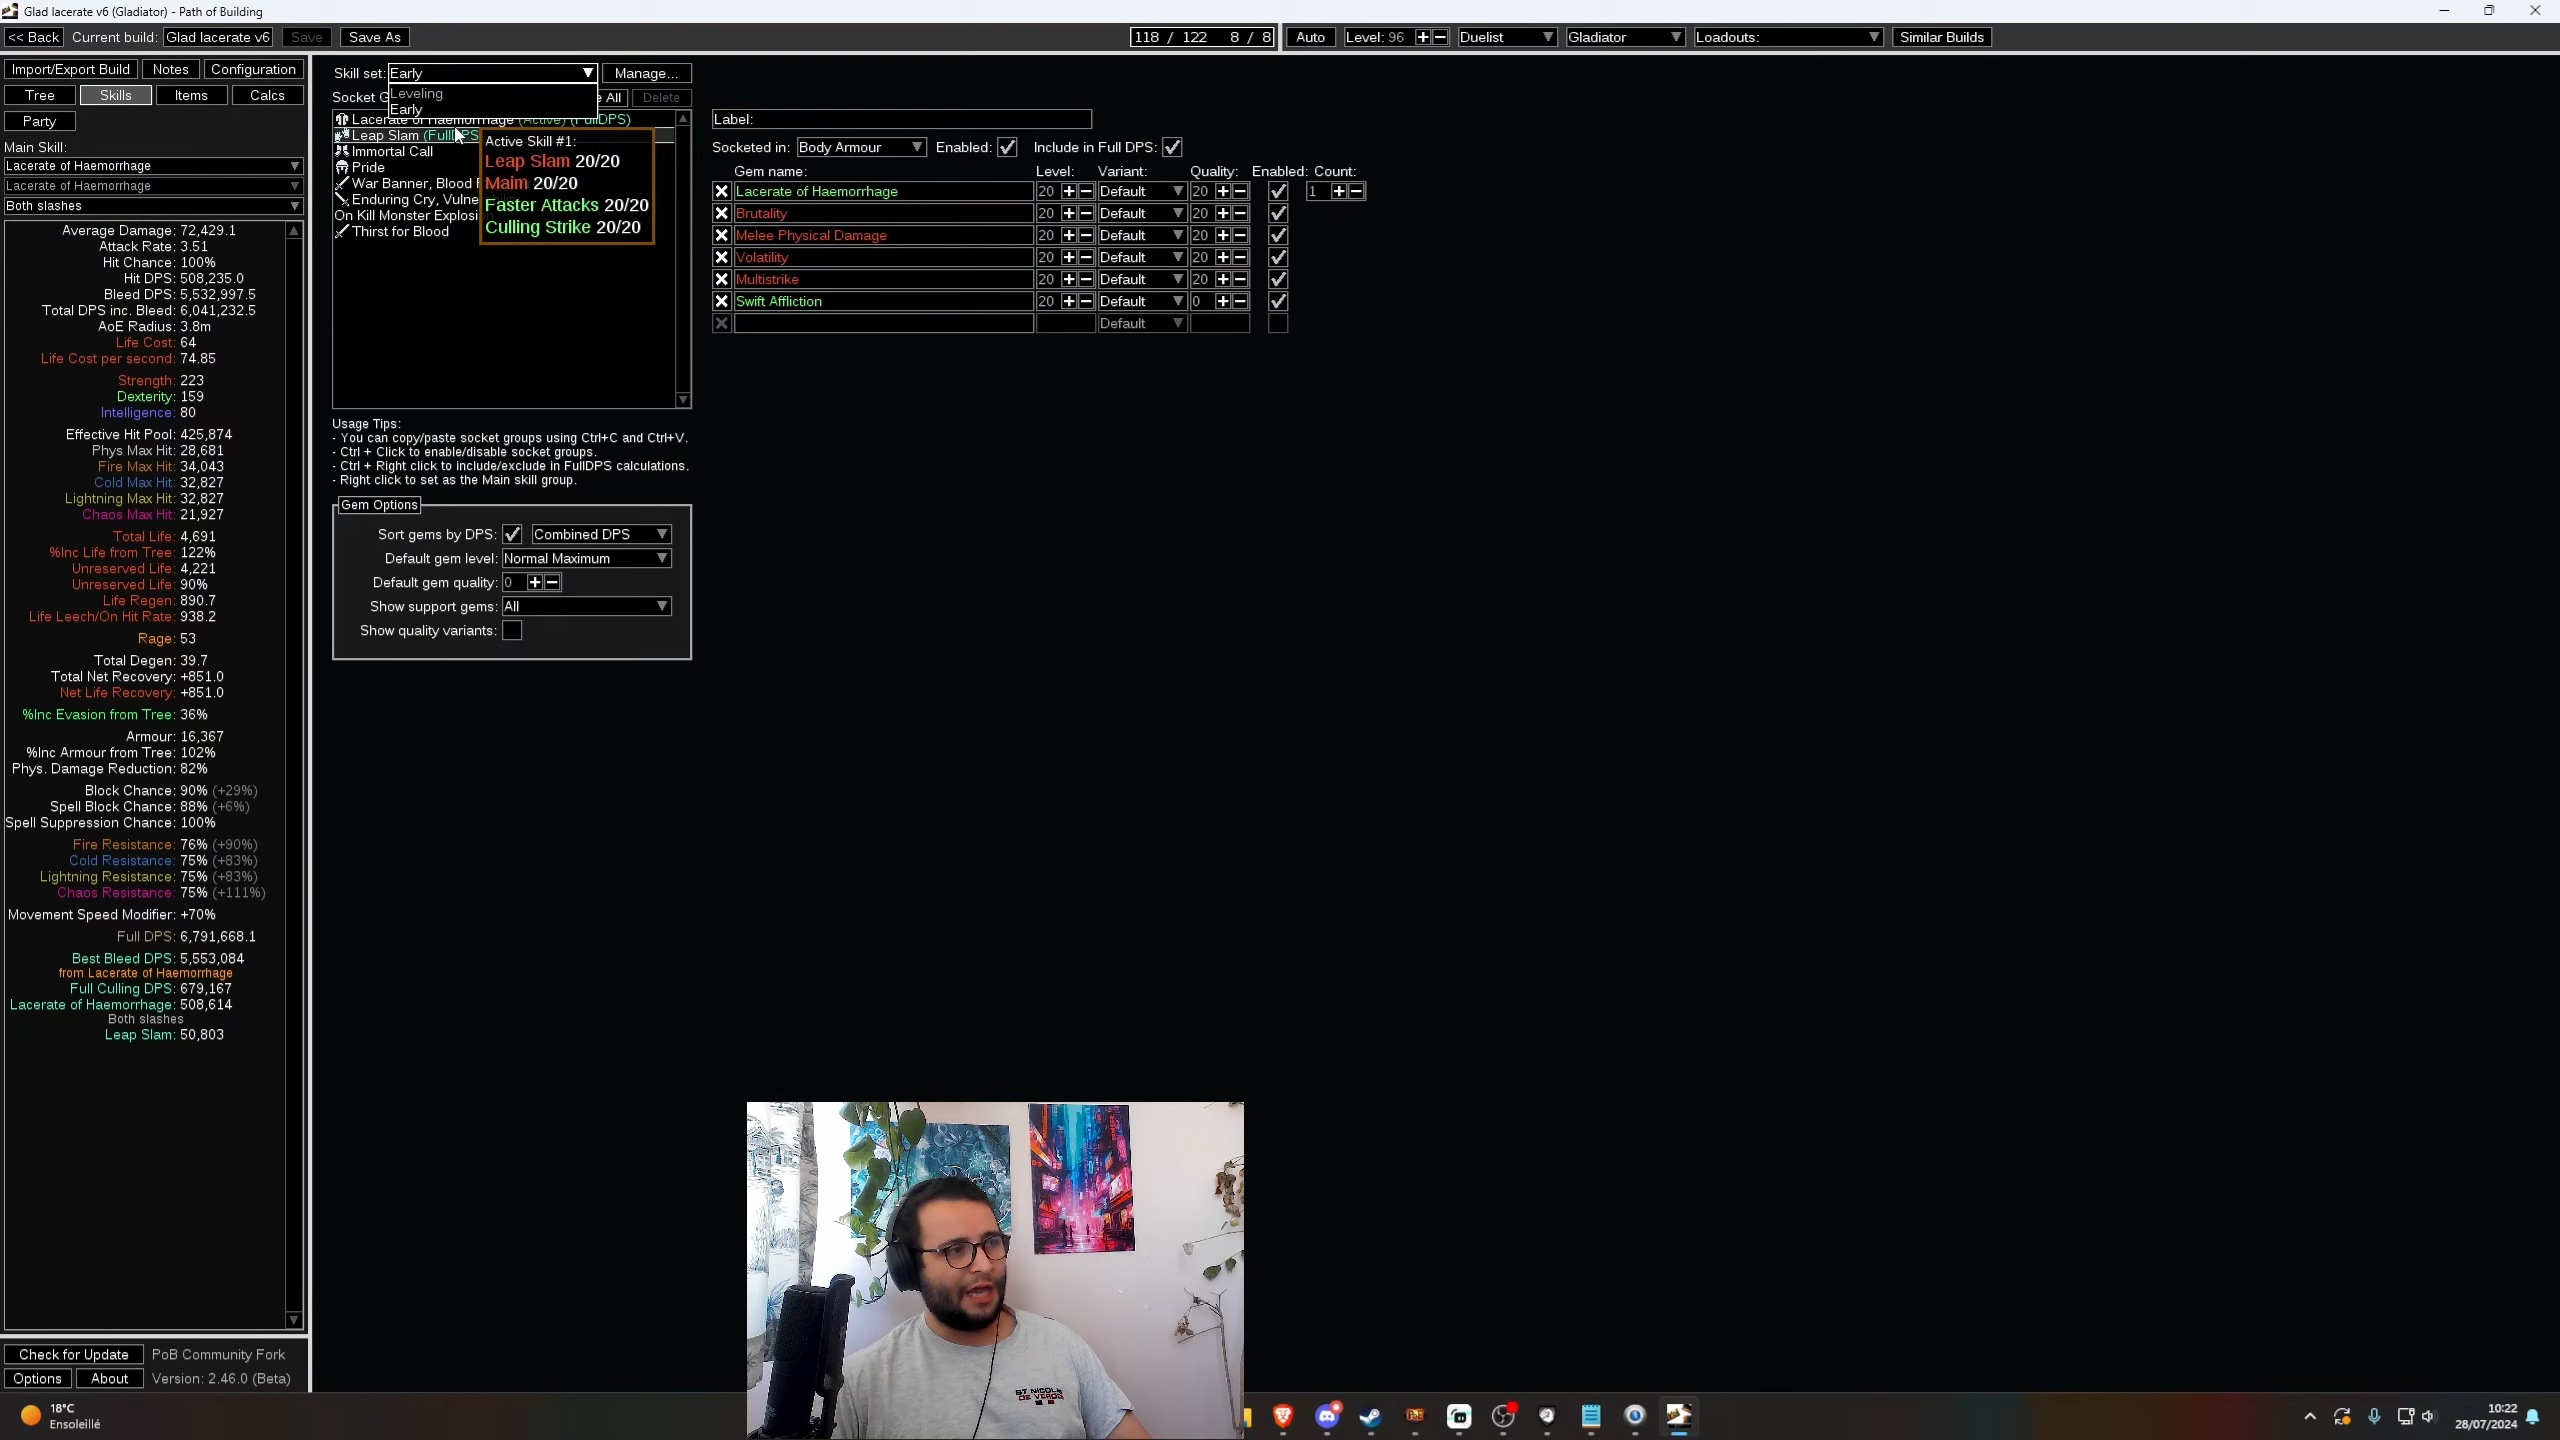 Glad lacerate v6 (Gladiator) - Path of Building
<< Back Current build: Glad lacerate v6 Save Save As 118 / 122 8 / 8 Auto Level: 96 Duelist Gladiator Loadouts: Similar Builds
Import/Export Build Notes Configuration
Tree Skills Items Calcs
Party
Main Skill:
Lacerate of Haemorrhage
Lacerate of Haemorrhage
Both slashes
Average Damage: 72,429.1
Attack Rate: 3.51
Hit Chance: 100%
Hit DPS: 508,235.0
Bleed DPS: 5,532,997.5
Total DPS inc. Bleed: 6,041,232.5
AoE Radius: 3.8m
Life Cost: 64
Life Cost per second: 74.85
Strength: 223
Dexterity: 159
Intelligence: 80
Effective Hit Pool: 425,874
Phys Max Hit: 28,681
Fire Max Hit: 34,043
Cold Max Hit: 32,827
Lightning Max Hit: 32,827
Chaos Max Hit: 21,927
Total Life: 4,691
%Inc Life from Tree: 122%
Unreserved Life: 4,221
Unreserved Life: 90%
Life Regen: 890.7
Life Leech/On Hit Rate: 938.2
Rage: 53
Total Degen: 39.7
Total Net Recovery: +851.0
Net Life Recovery: +851.0
%Inc Evasion from Tree: 36%
Armour: 16,367
%Inc Armour from Tree: 102%
Phys. Damage Reduction: 82%
Block Chance: 90% (+29%)
Spell Block Chance: 88% (+6%)
Spell Suppression Chance: 100%
Fire Resistance: 76% (+90%)
Cold Resistance: 75% (+83%)
Lightning Resistance: 75% (+83%)
Chaos Resistance: 75% (+111%)
Movement Speed Modifier: +70%
Full DPS: 6,791,668.1
Best Bleed DPS: 5,553,084
from Lacerate of Haemorrhage
Full Culling DPS: 679,167
Lacerate of Haemorrhage: 508,614
Both slashes
Leap Slam: 50,803
Check for Update PoB Community Fork
Options About Version: 2.46.0 (Beta)
Skill set: Early Manage...
Leveling
Early
Socket G e All Delete
Lacerate of Haemorrhage (Active) (FullDPS)
Leap Slam (FullDPS
Immortal Call
Pride
War Banner, Blood
Enduring Cry, Vulne
On Kill Monster Explosi
Thirst for Blood
Active Skill #1:
Leap Slam 20/20
Maim 20/20
Faster Attacks 20/20
Culling Strike 20/20
Usage Tips:
- You can copy/paste socket groups using Ctrl+C and Ctrl+V.
- Ctrl + Click to enable/disable socket groups.
- Ctrl + Right click to include/exclude in FullDPS calculations.
- Right click to set as the Main skill group.
Gem Options
Sort gems by DPS: Combined DPS
Default gem level: Normal Maximum
Default gem quality: 0
Show support gems: All
Show quality variants:
Label:
Socketed in: Body Armour Enabled: Include in Full DPS:
Gem name: Level: Variant: Quality: Enabled: Count:
Lacerate of Haemorrhage 20 Default 20 1
Brutality 20 Default 20
Melee Physical Damage 20 Default 20
Volatility 20 Default 20
Multistrike 20 Default 20
Swift Affliction 20 Default 0
Default
ST NICOLAS
DE VEROCE
18°C
Ensoleillé
10:22
28/07/2024